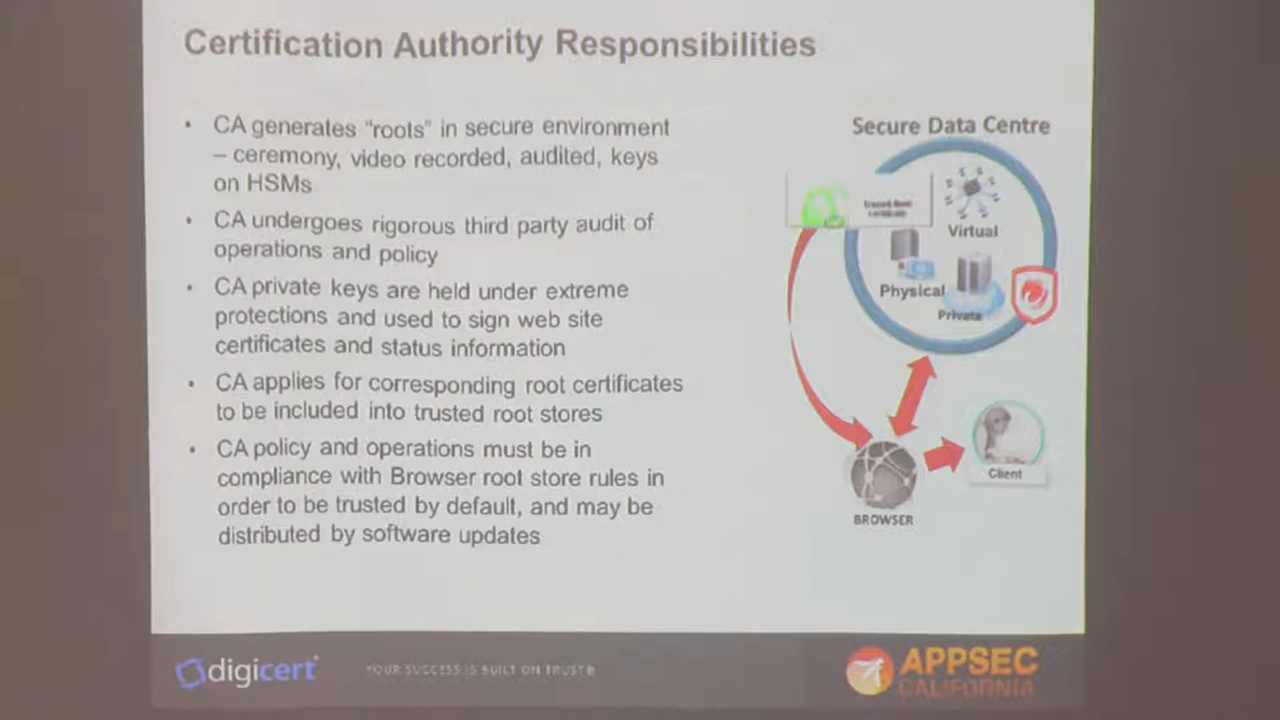 Certification Authority Responsibilities
• CA generates "roots" in secure environment
– ceremony, video recorded, audited, keys
on HSMs
• CA undergoes rigorous third party audit of
operations and policy
• CA private keys are held under extreme
protections and used to sign web site
certificates and status information
• CA applies for corresponding root certificates
to be included into trusted root stores
• CA policy and operations must be in
compliance with Browser root store rules in
order to be trusted by default, and may be
distributed by software updates
Secure Data Centre
Trusted Root
Certificate
Virtual
Physical
Private
Client
BROWSER
digicert
YOUR SUCCESS IS BUILT ON TRUST®
APPSEC
CALIFORNIA